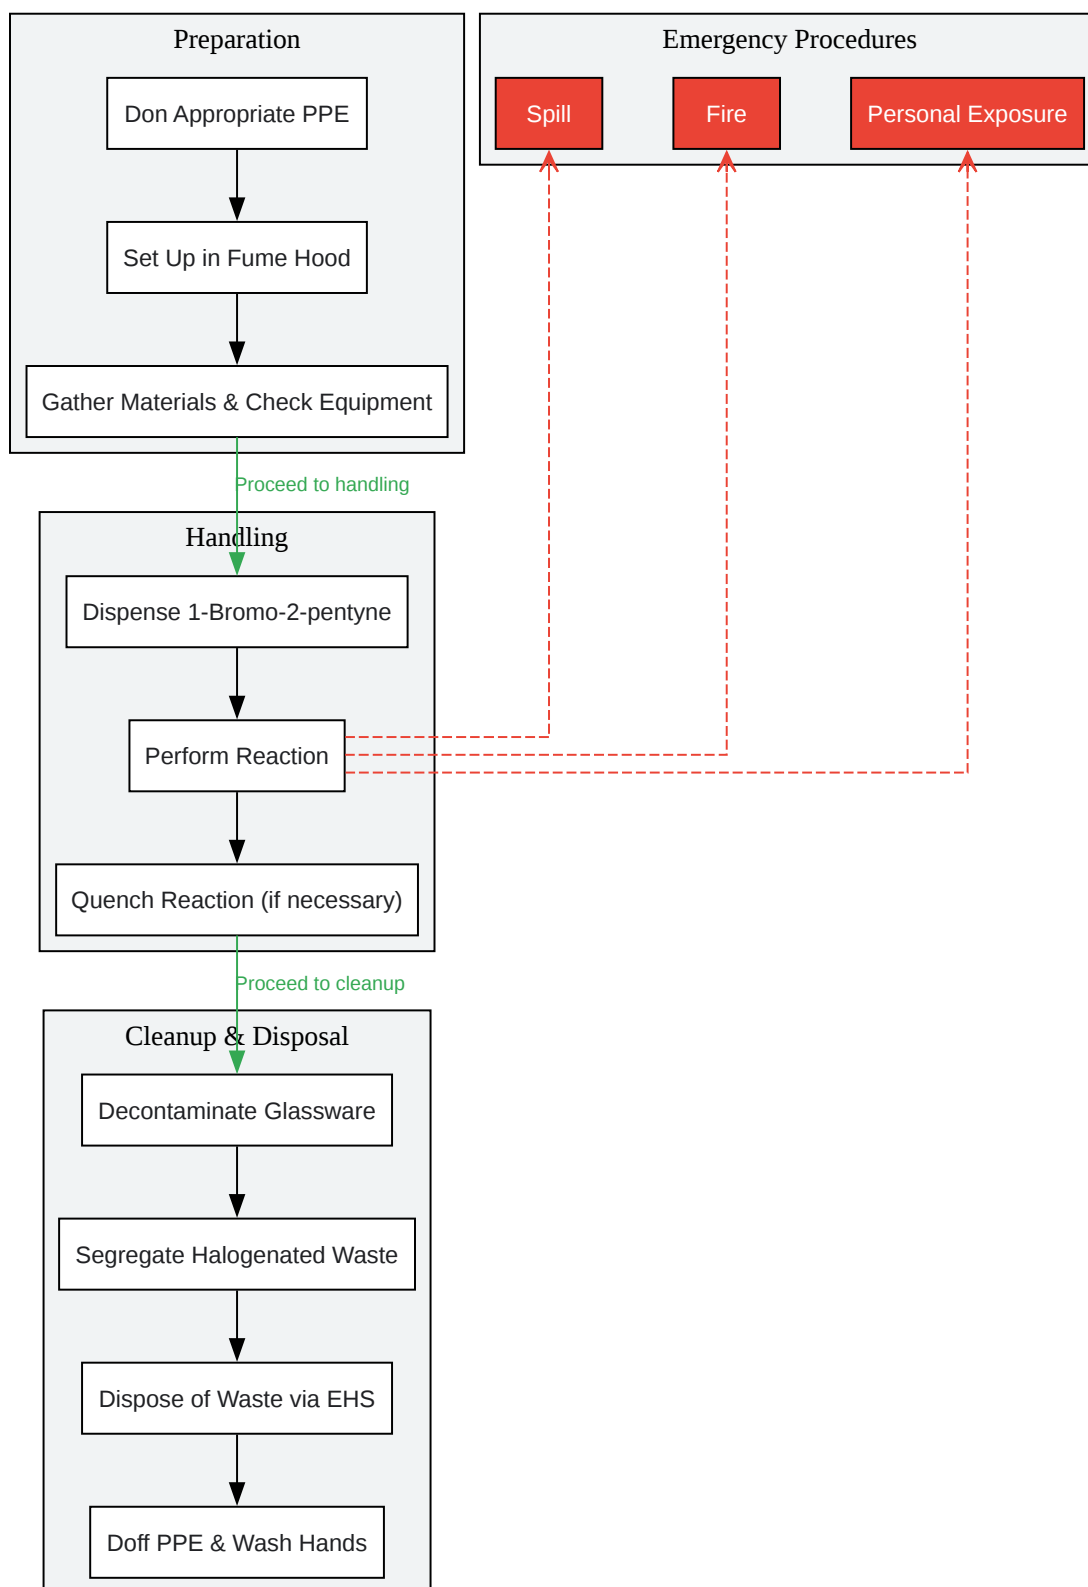 Preparation
Don Appropriate PPE
Set Up in Fume Hood
Gather Materials & Check Equipment
Proceed to handling
Handling
Dispense 1-Bromo-2-pentyne
Perform Reaction
Quench Reaction (if necessary)
Proceed to cleanup
Cleanup & Disposal
Decontaminate Glassware
Segregate Halogenated Waste
Dispose of Waste via EHS
Doff PPE & Wash Hands
Emergency Procedures
Spill
Fire
Personal Exposure